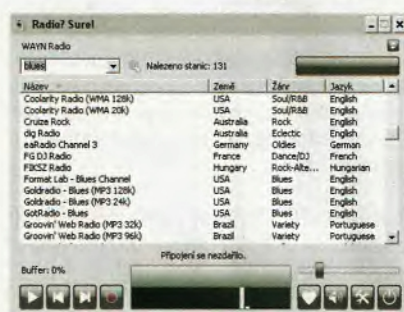 Radio? Sure!
WAYN Radio
blues Nalezeno stanic: 131
Název Země Žánr Jazyk
Coolarity Radio (WMA 128k) USA Soul/R&B English
Coolarity Radio (WMA 20k) USA Soul/R&B English
Cruize Rock Australia Rock English
dig Radio Australia Eclectic English
eaRadio Channel 3 Germany Oldies German
FG DJ Radio France Dance/DJ French
FIKSZ Radio Hungary Rock-Alte... Hungarian
Format Lab - Blues Channel USA Blues English
Goldradio - Blues (MP3 128k) USA Blues English
Goldradio - Blues (MP3 24k) USA Blues English
GotRadio - Blues USA Blues English
Groovin' Web Radio (MP3 32k) Brazil Variety Portuguese
Groovin' Web Radio (MP3 96k) Brazil Variety Portuguese
Připojení se nezdařilo.
Buffer: 0%